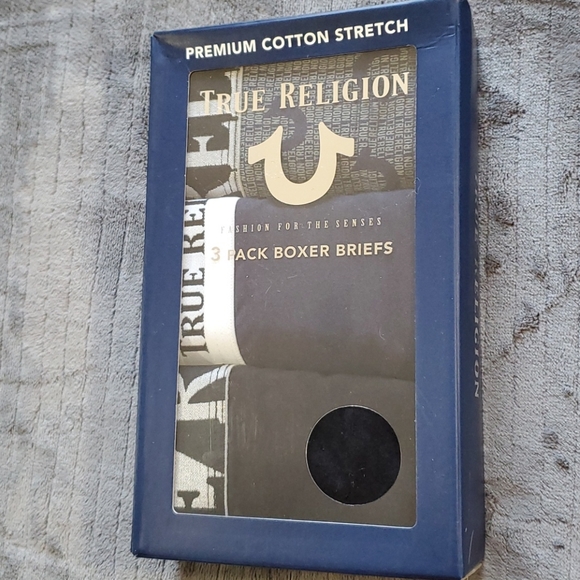 PREMIUM COTTON STRETCH
TRUE RELIGION
FASHION FOR THE SENSES
3 PACK BOXER BRIEFS
TRUE RE